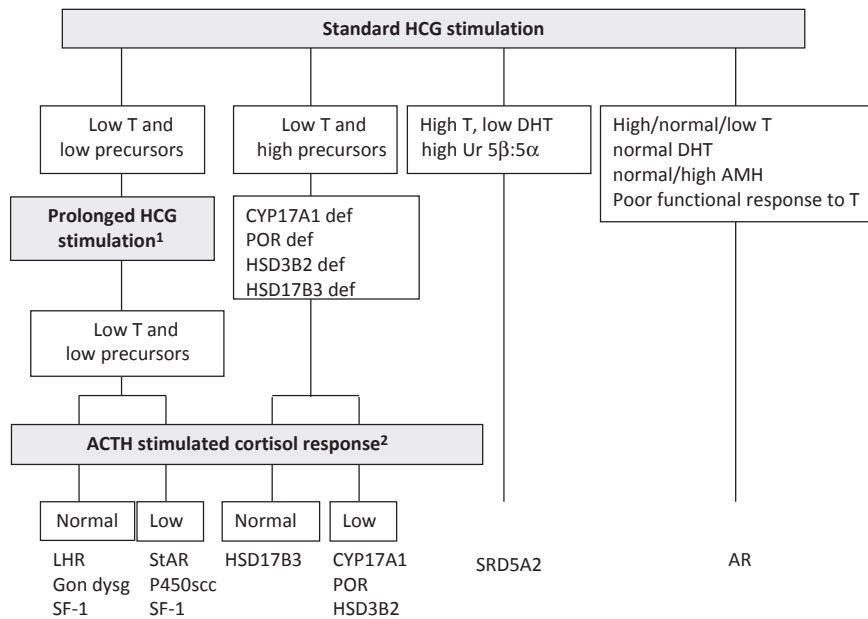 Standard HCG stimulation
Low T and
low precursors
Low T and
high precursors
High T, low DHT
high Ur 5β:5α
High/normal/low T
normal DHT
normal/high AMH
Poor functional response to T
Prolonged HCG
stimulation1
CYP17A1 def
POR def
HSD3B2 def
HSD17B3 def
Low T and
low precursors
ACTH stimulated cortisol response2
Normal
Low
Normal
Low
LHR
Gon dysg
SF-1
StAR
P450scc
SF-1
HSD17B3
CYP17A1
POR
HSD3B2
SRD5A2
AR